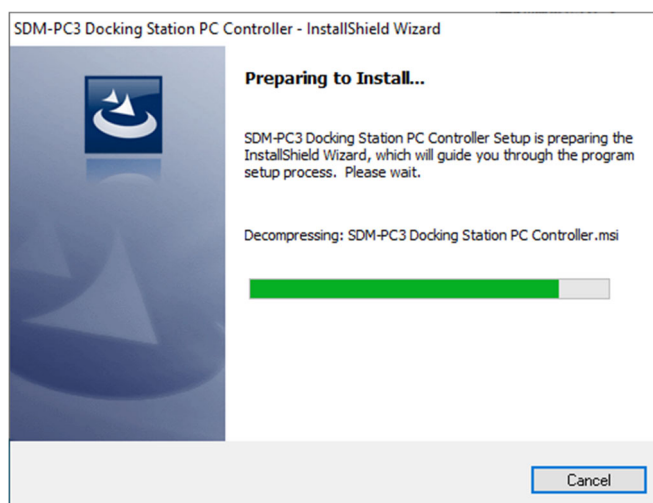 SDM-PC3 Docking Station PC Controller - InstallShield Wizard
Preparing to Install...
SDM-PC3 Docking Station PC Controller Setup is preparing the
InstallShield Wizard, which will guide you through the program
setup process. Please wait.
Decompressing: SDM-PC3 Docking Station PC Controller.msi
Cancel